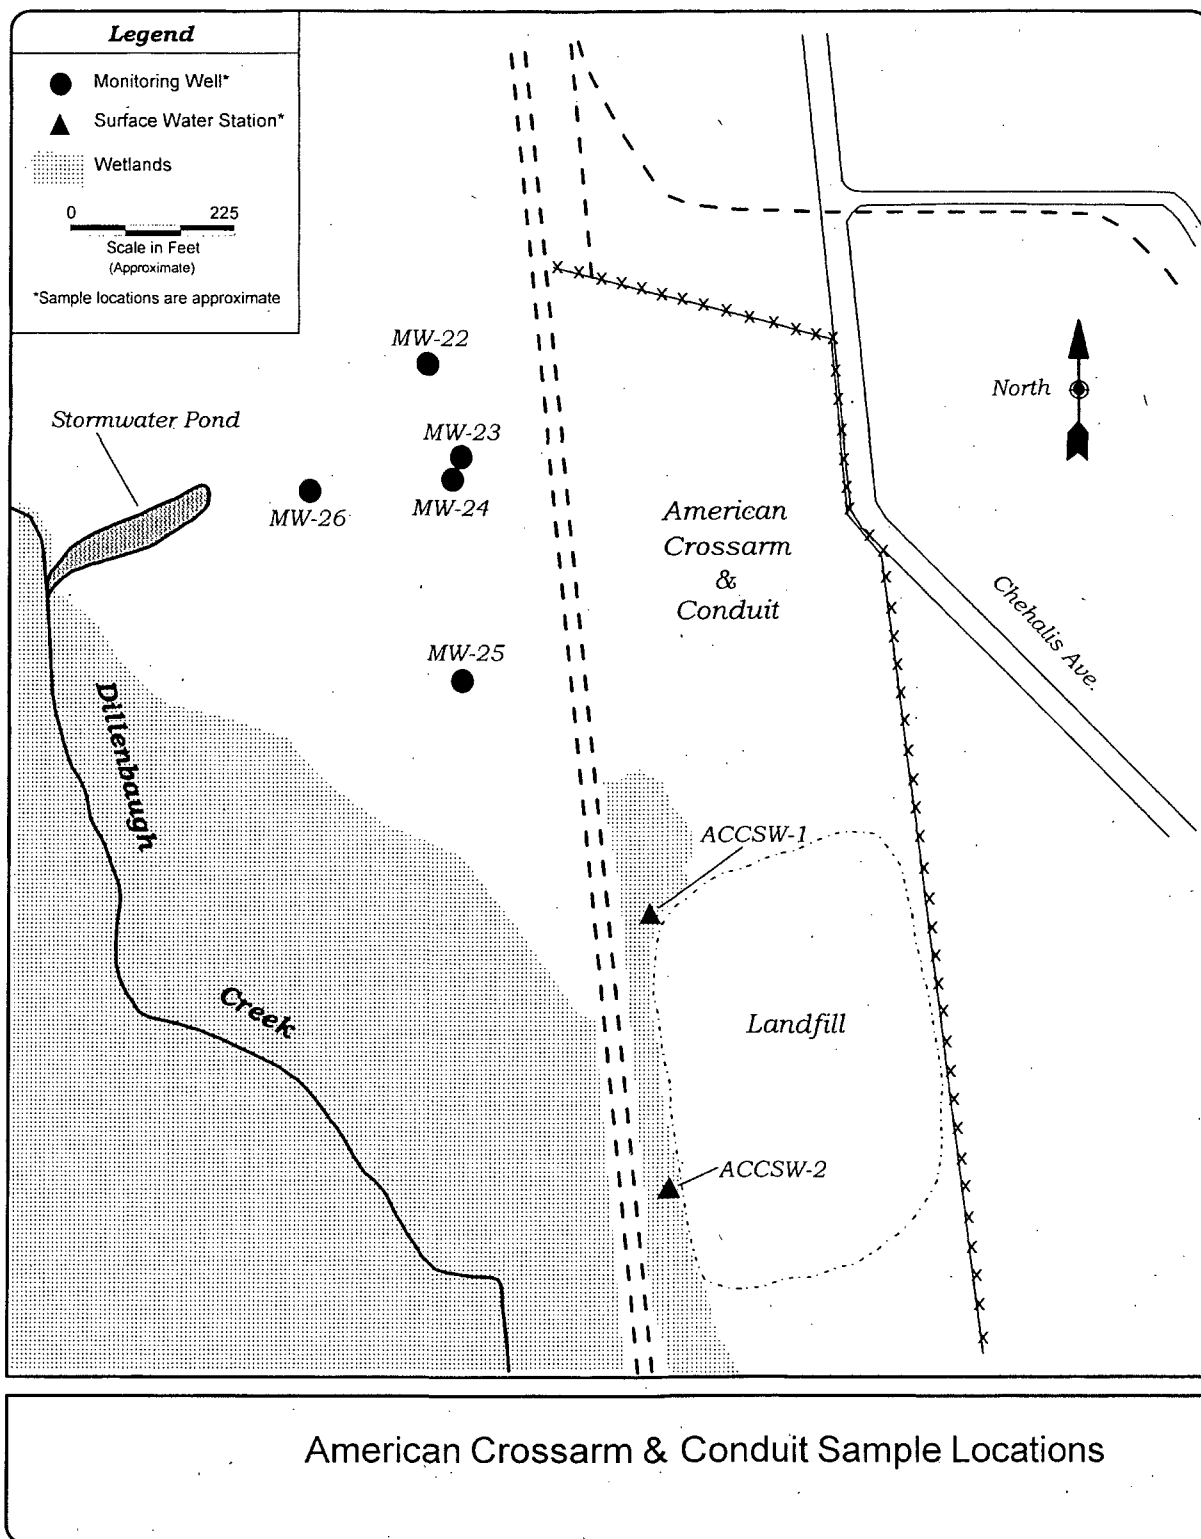 Legend
Monitoring Well*
Surface Water Station*
Wetlands
0 225
Scale in Feet
(Approximate)
*Sample locations are approximate
MW-22
North
Stormwater Pond
MW-23
MW-26
MW-24
American
Crossarm
&
Conduit
Chehalis Ave.
MW-25
Dillenbaugh
Creek
ACCSW-1
Landfill
ACCSW-2
American Crossarm & Conduit Sample Locations